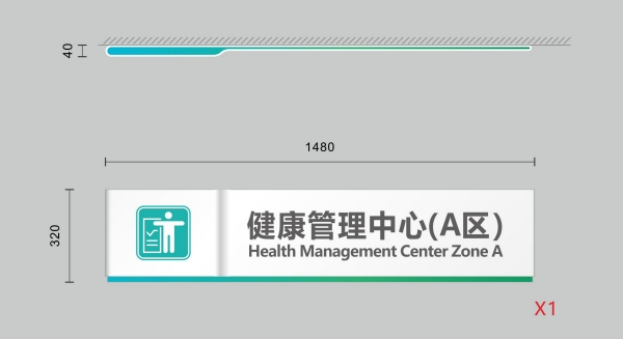 40
1480
320
健康管理中心(A区)
Health Management Center Zone A
X1